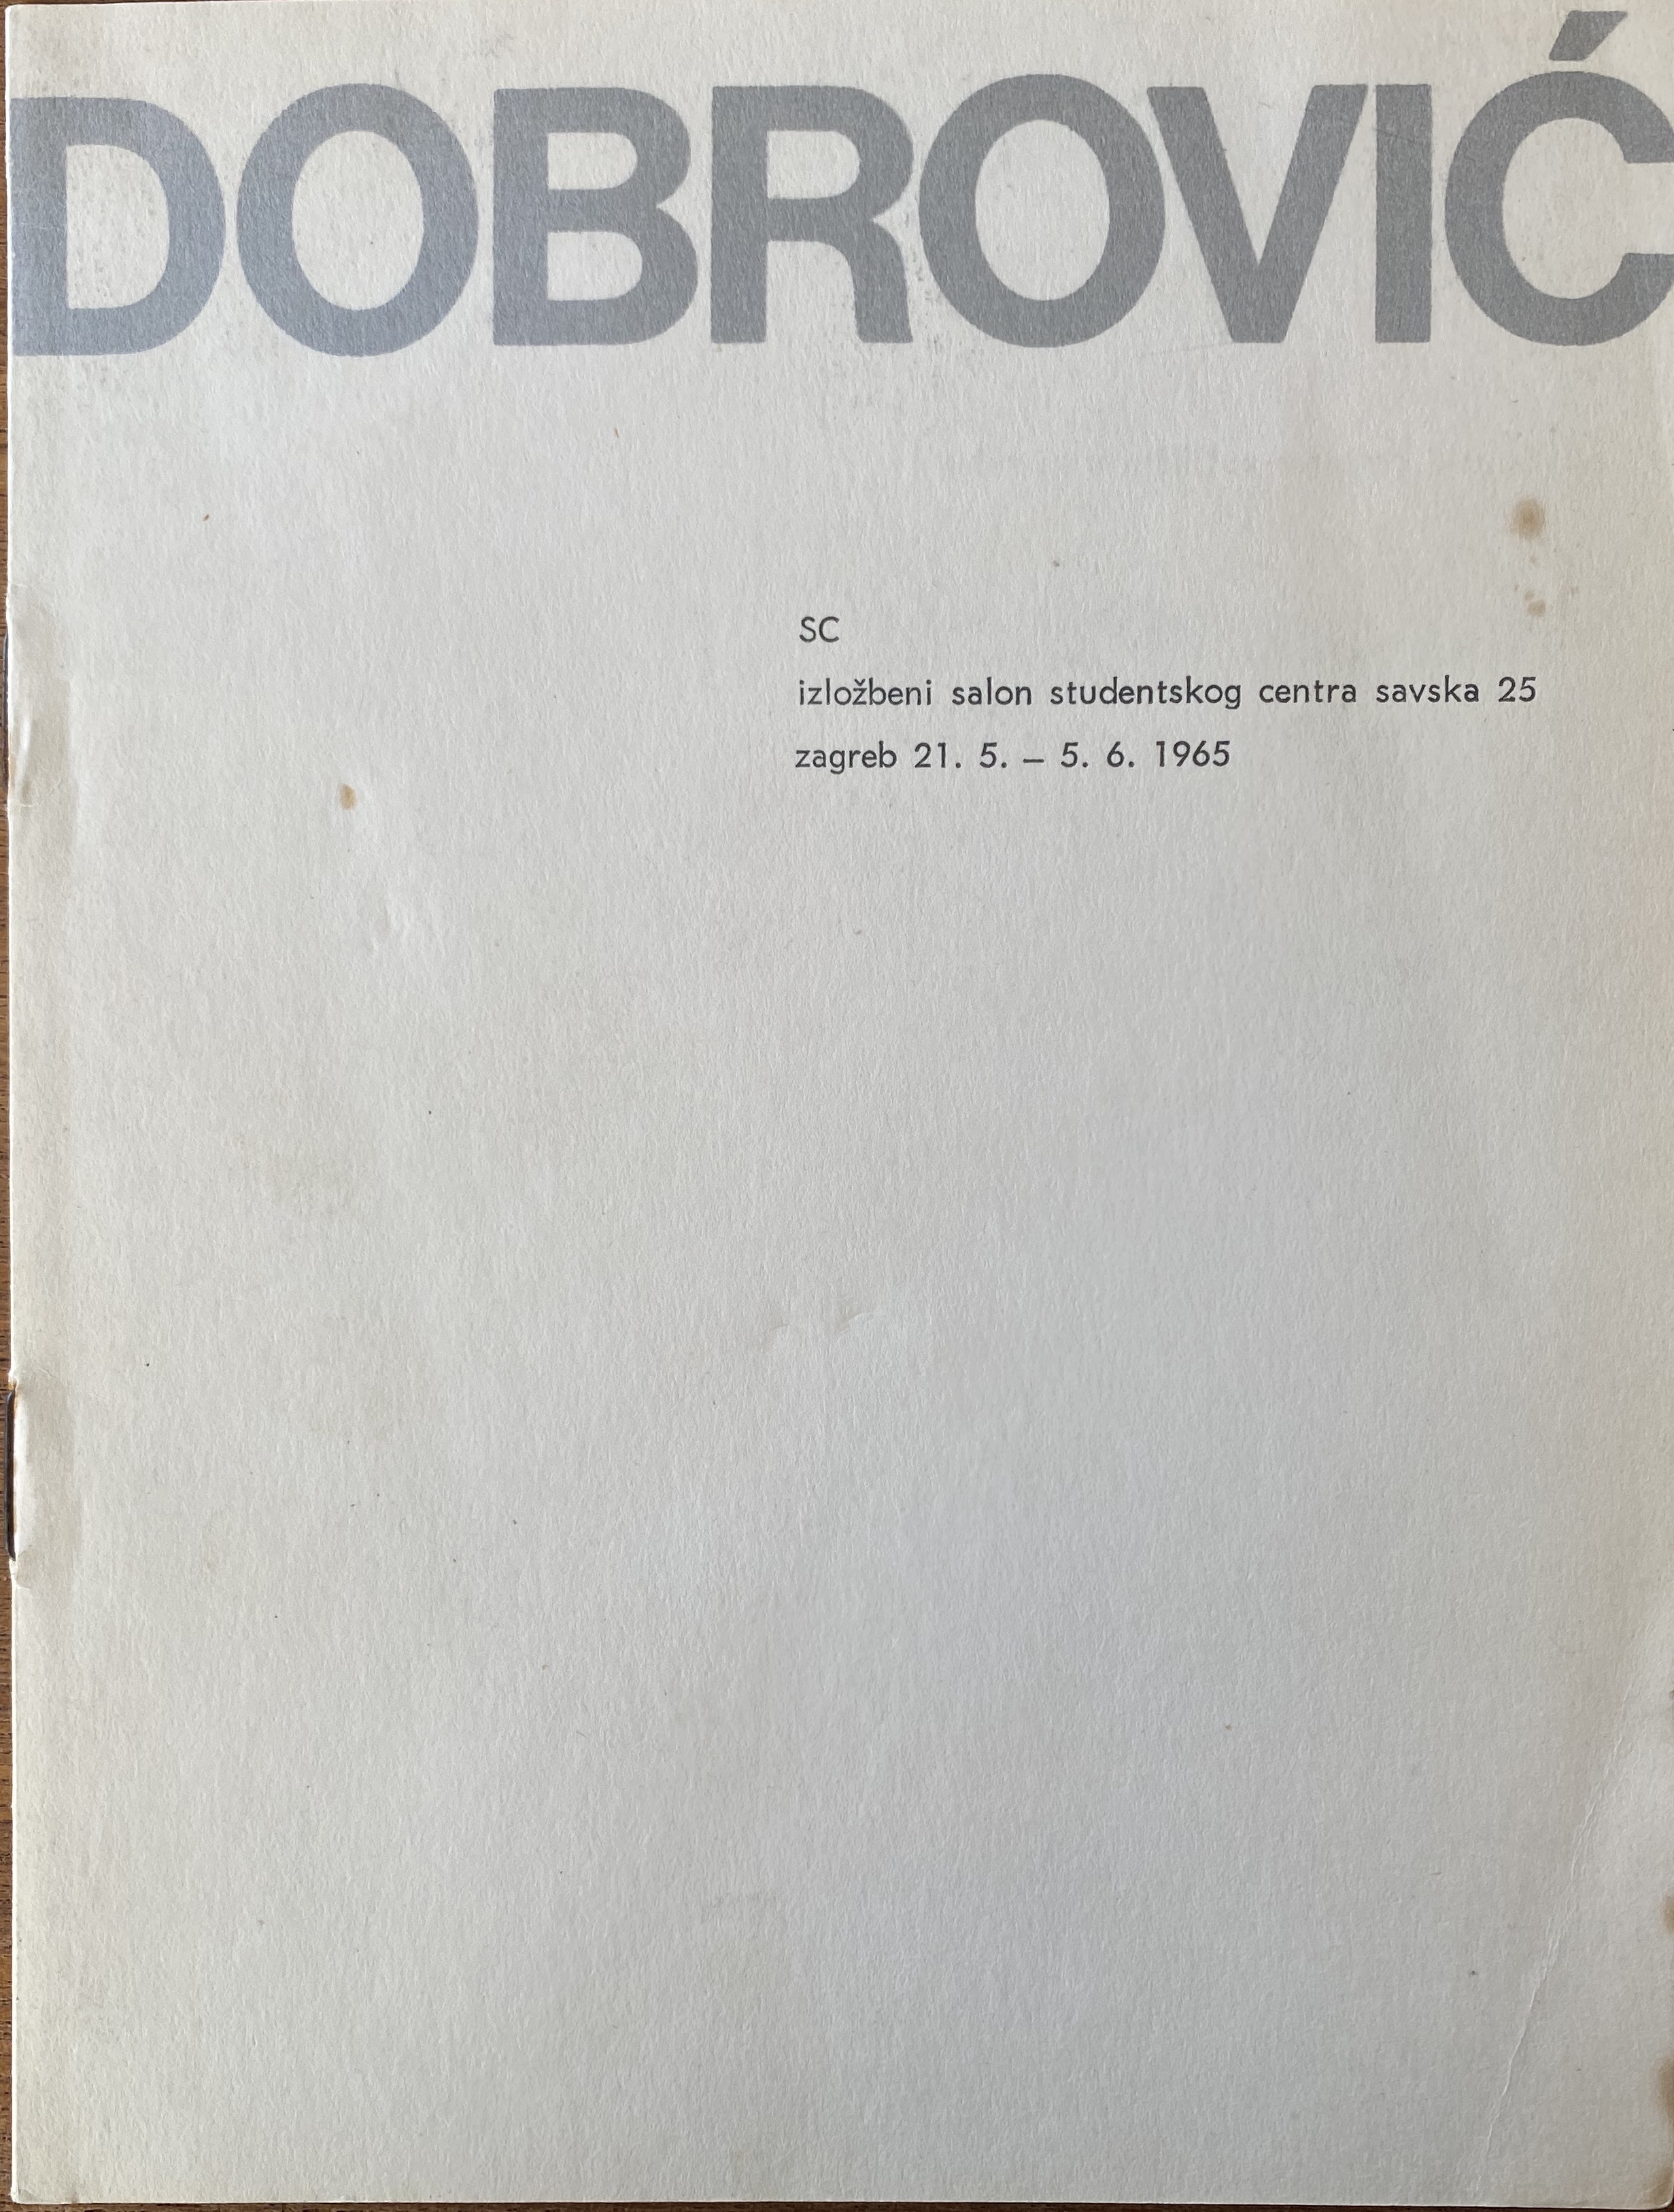 DOBROVIĆ
SC
izložbeni salon studentskog centra savska 25
zagreb 21. 5. – 5. 6. 1965